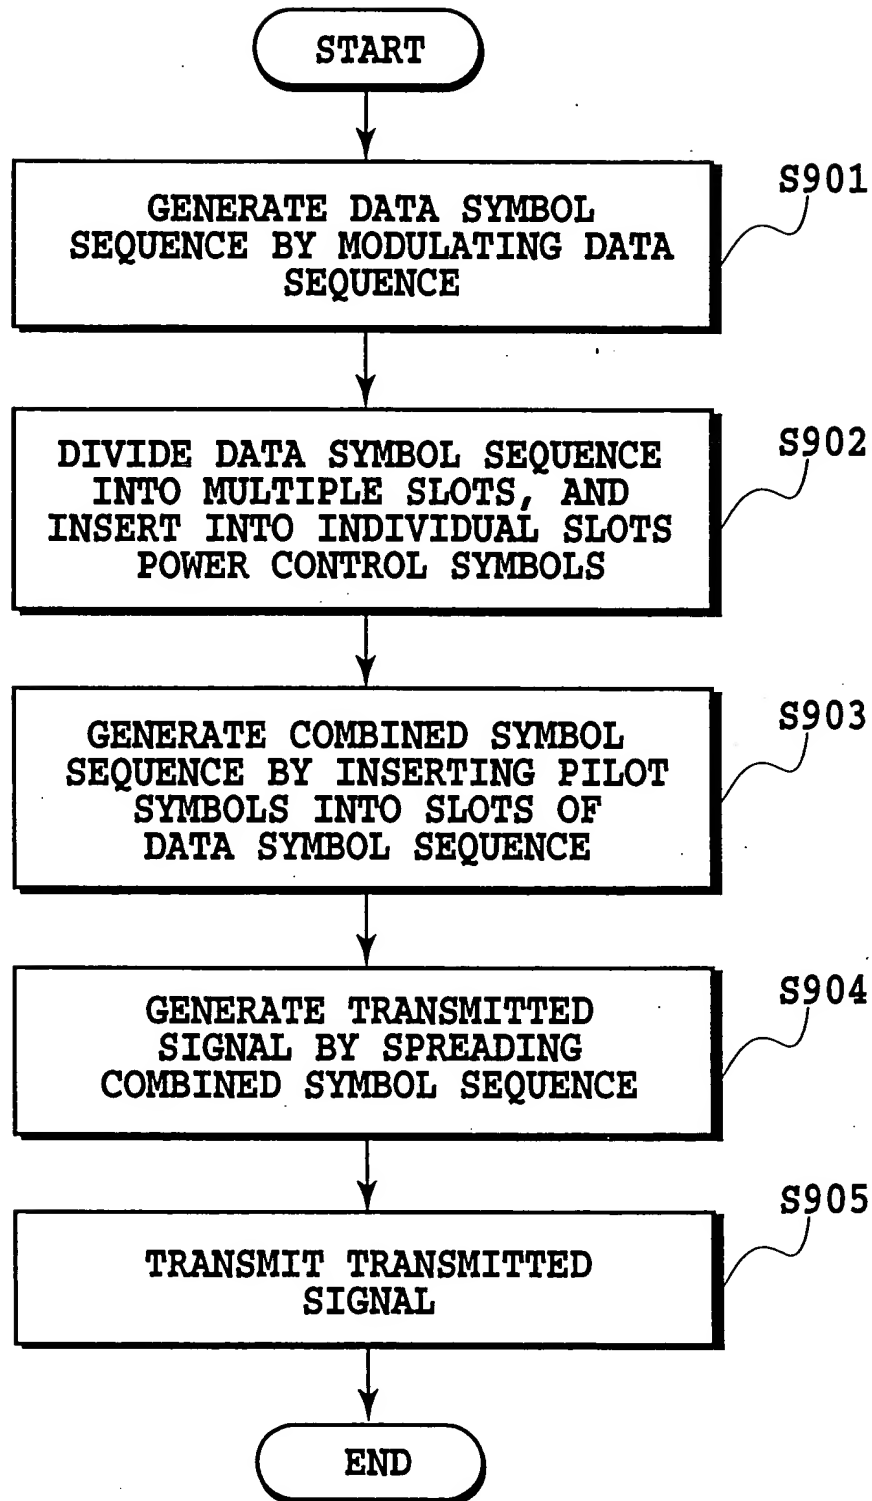 START
S901
GENERATE DATA SYMBOL
SEQUENCE BY MODULATING DATA
SEQUENCE
S902
DIVIDE DATA SYMBOL SEQUENCE
INTO MULTIPLE SLOTS, AND
INSERT INTO INDIVIDUAL SLOTS
POWER CONTROL SYMBOLS
S903
GENERATE COMBINED SYMBOL
SEQUENCE BY INSERTING PILOT
SYMBOLS INTO SLOTS OF
DATA SYMBOL SEQUENCE
S904
GENERATE TRANSMITTED
SIGNAL BY SPREADING
COMBINED SYMBOL SEQUENCE
S905
TRANSMIT TRANSMITTED
SIGNAL
END